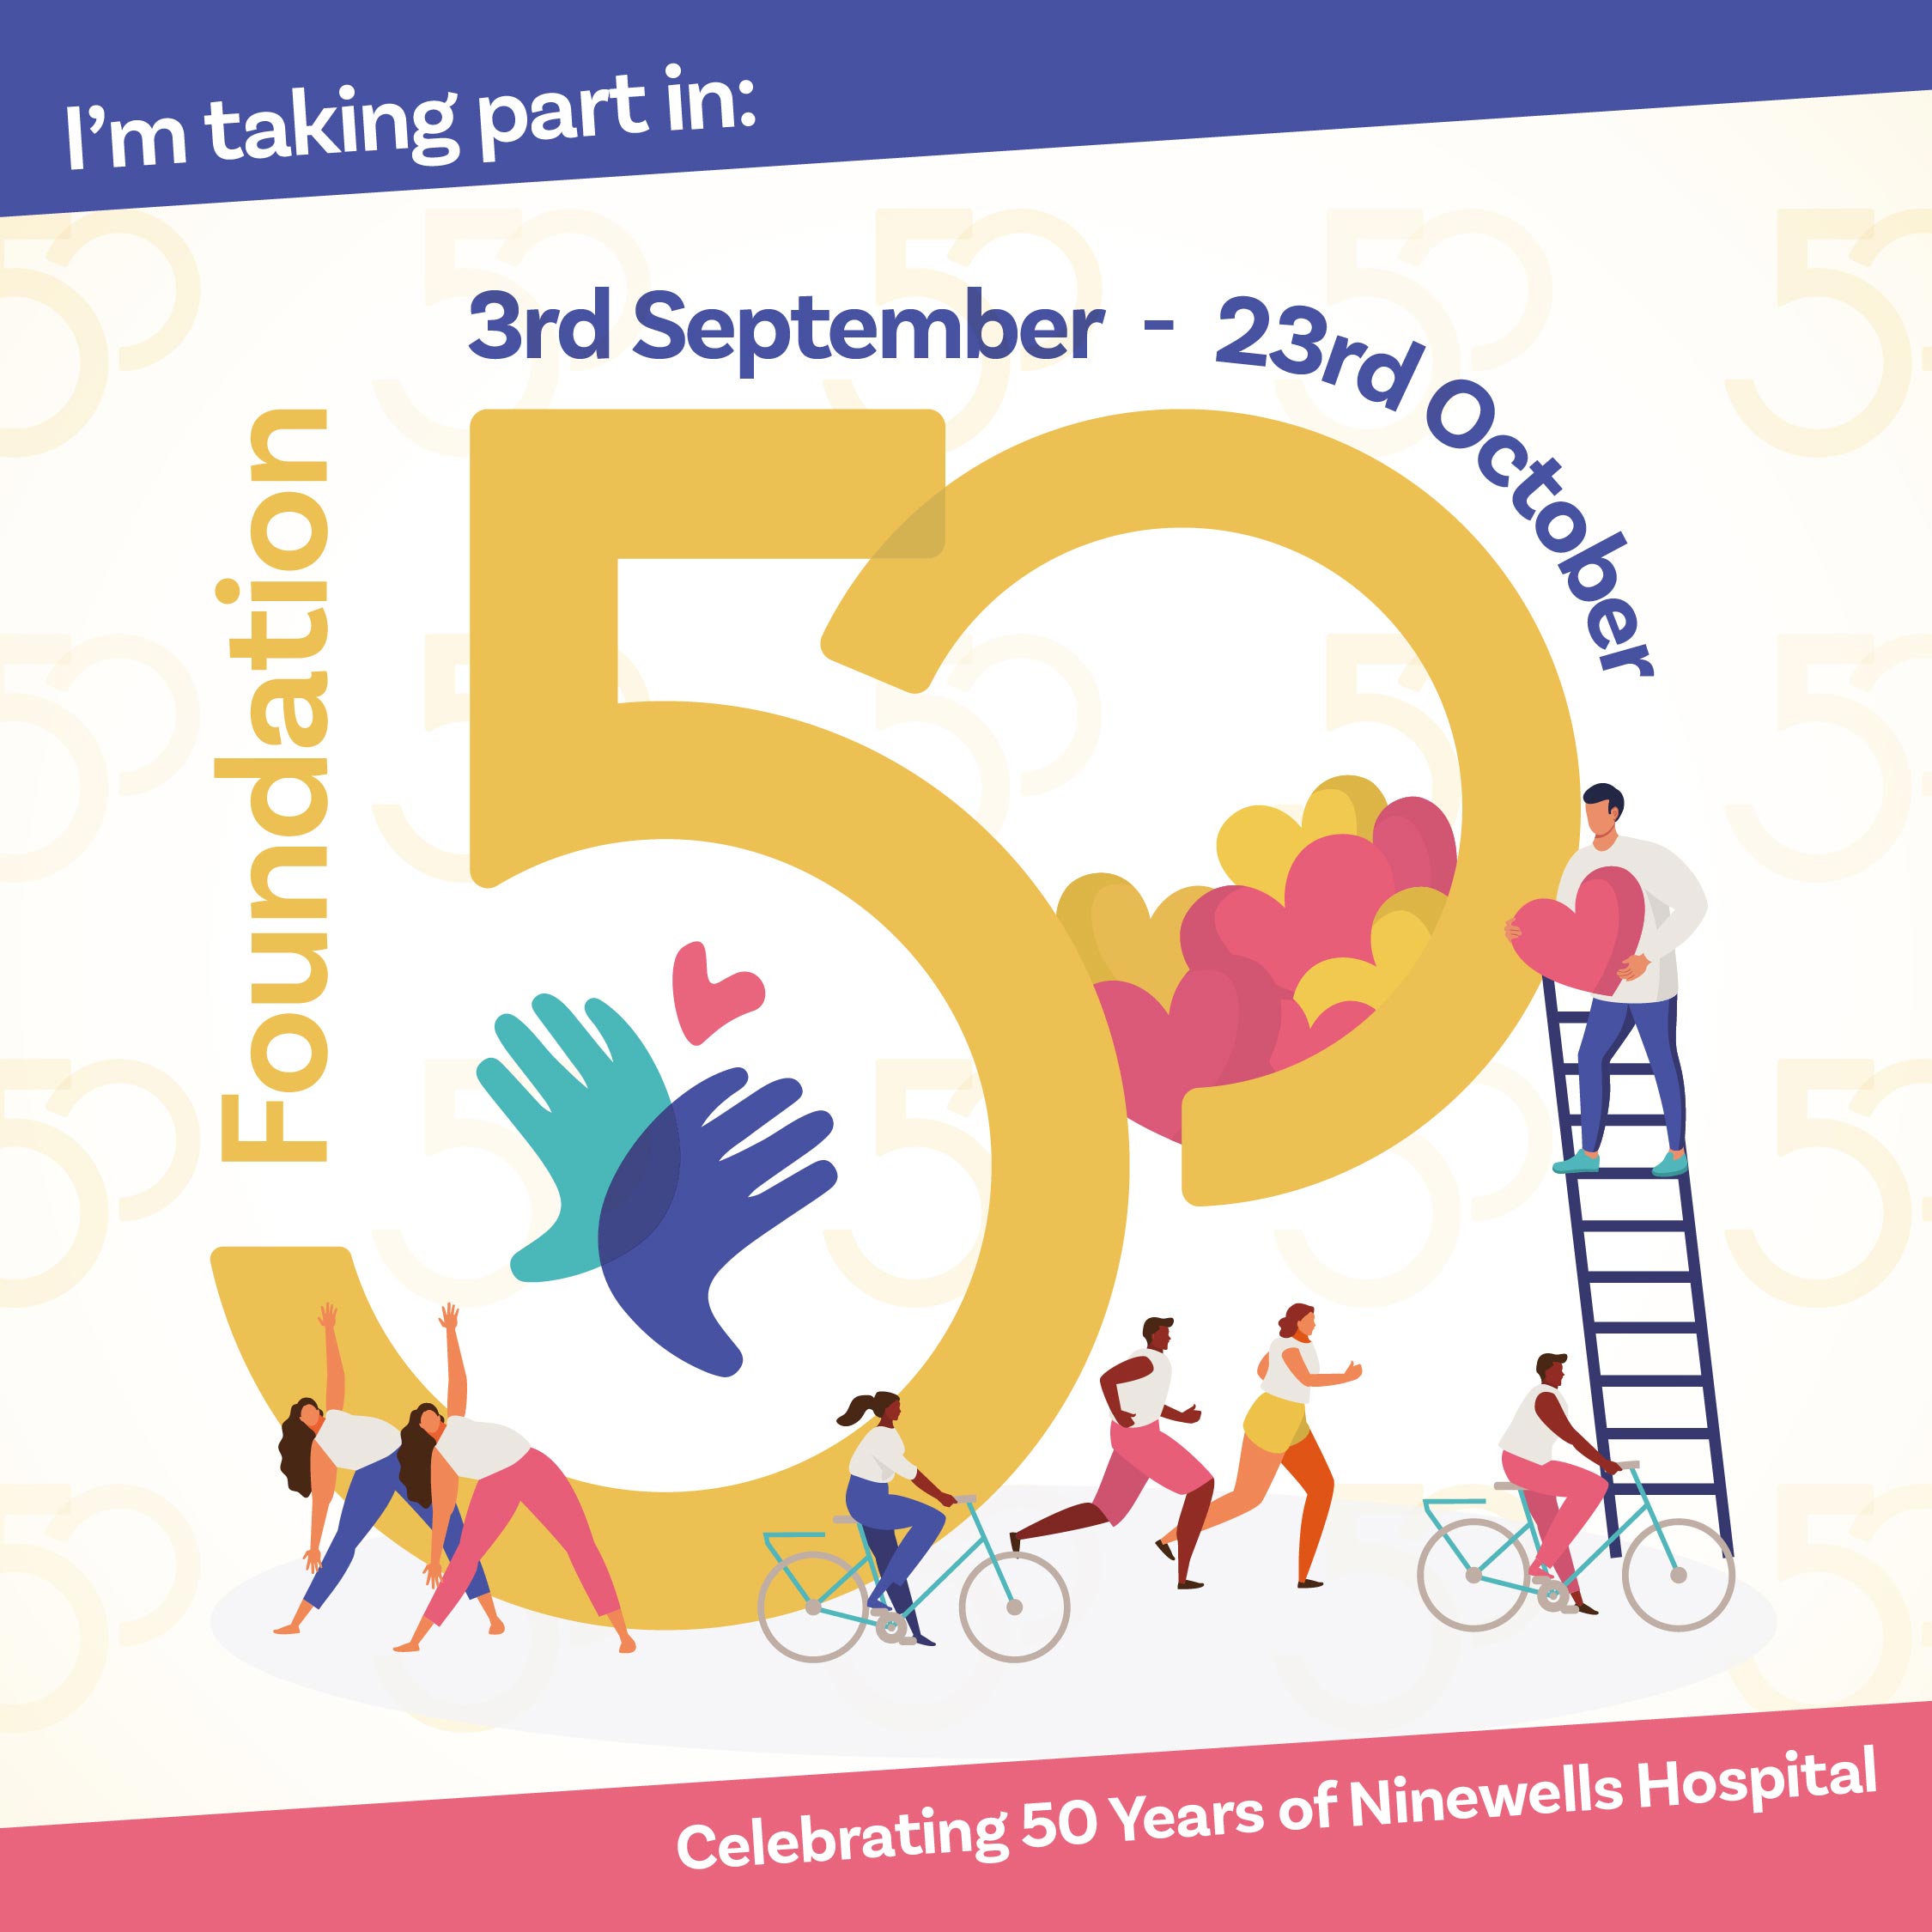 I'm taking part in:
3rd September - 23rd October
Foundation
50
Celebrating 50 Years of Ninewells Hospital